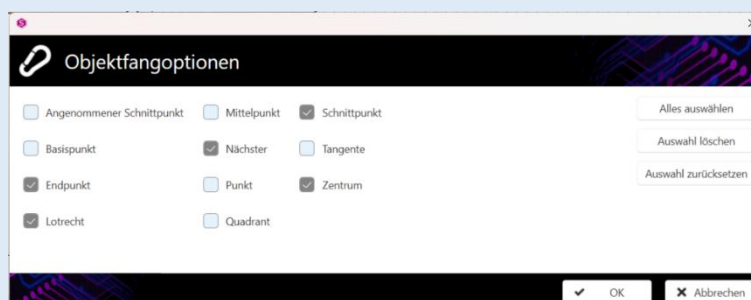 Objektfangoptionen
Angenommener Schnittpunkt Mittelpunkt Schnittpunkt Alles auswählen
Basispunkt Nächster Tangente Auswahl löschen
Endpunkt Punkt Zentrum Auswahl zurücksetzen
Lotrecht Quadrant
OK Abbrechen